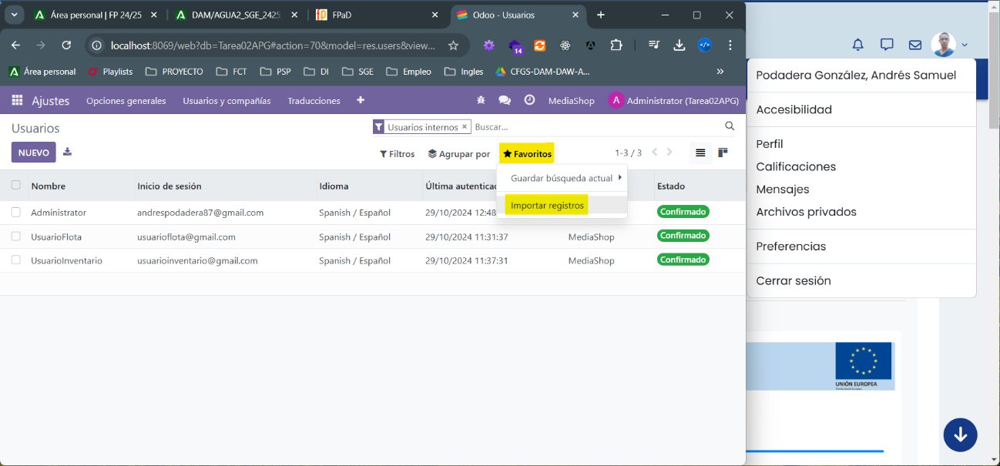 Área personal | FP 24/25
DAM/AGUA2_SGE_2425
FPaD
Odoo - Usuarios
localhost:8069/web?db=Tarea02APG#action=70&model=res.users&view...
14
Área personal
Playlists
PROYECTO
FCT
PSP
DI
SGE
Empleo
Ingles
CFGS-DAM-DAW-A...
»
Ajustes
Opciones generales
Usuarios y compañías
Traducciones
MediaShop
A
Administrator (Tarea02APG)
Usuarios
Usuarios internos
Buscar...
NUEVO
Filtros
Agrupar por
Favoritos
1-3 / 3
Guardar búsqueda actual
Importar registros
Nombre
Inicio de sesión
Idioma
Última autenticac
Estado
Administrator
andrespodadera87@gmail.com
Spanish / Español
29/10/2024 12:48
Confirmado
UsuarioFlota
usuarioflota@gmail.com
Spanish / Español
29/10/2024 11:31:37
MediaShop
Confirmado
UsuarioInventario
usuarioinventario@gmail.com
Spanish / Español
29/10/2024 11:37:31
MediaShop
Confirmado
Podadera González, Andrés Samuel
Accesibilidad
Perfil
Calificaciones
Mensajes
Archivos privados
Preferencias
Cerrar sesión
UNIÓN EUROPEA